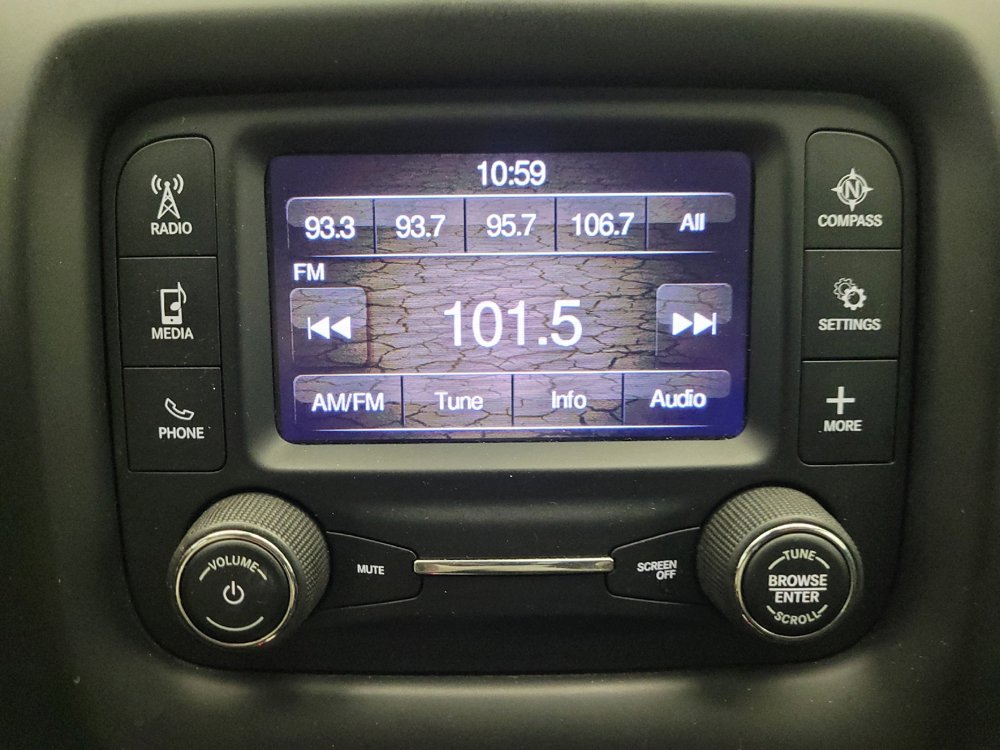 10:59
93.3 93.7 95.7 106.7 All
FM
101.5
AM/FM Tune Info Audio
RADIO
MEDIA
PHONE
N
COMPASS
SETTINGS
MORE
VOLUME
MUTE
SCREEN
OFF
TUNE
BROWSE
ENTER
SCROLL